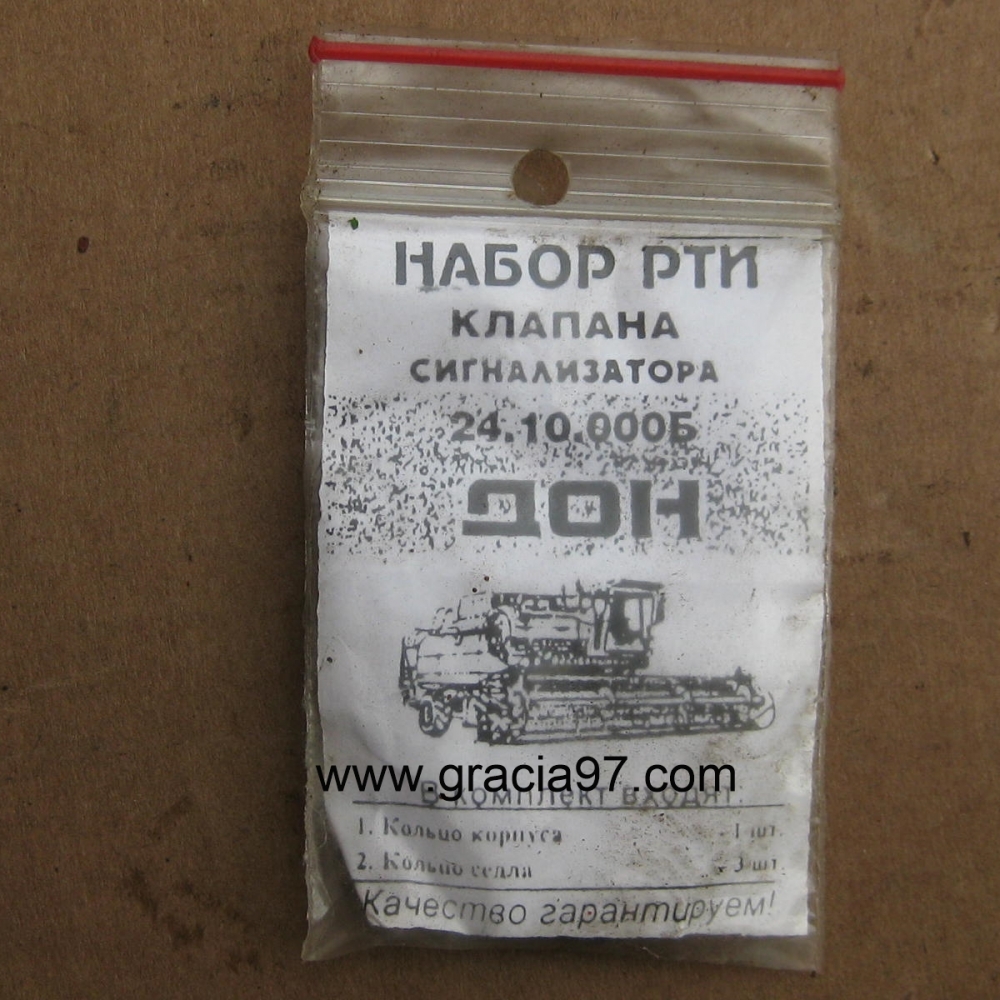 НАБОР РТИ
КЛАПАНА
СИГНАЛИЗАТОРА
24.10.000Б
ДОН
www.gracia97.com
В КОМПЛЕКТ ВХОДЯТ:
1. Кольцо корпуса - 1 шт.
2. Кольцо седла - 3 шт.
Качество гарантируем!